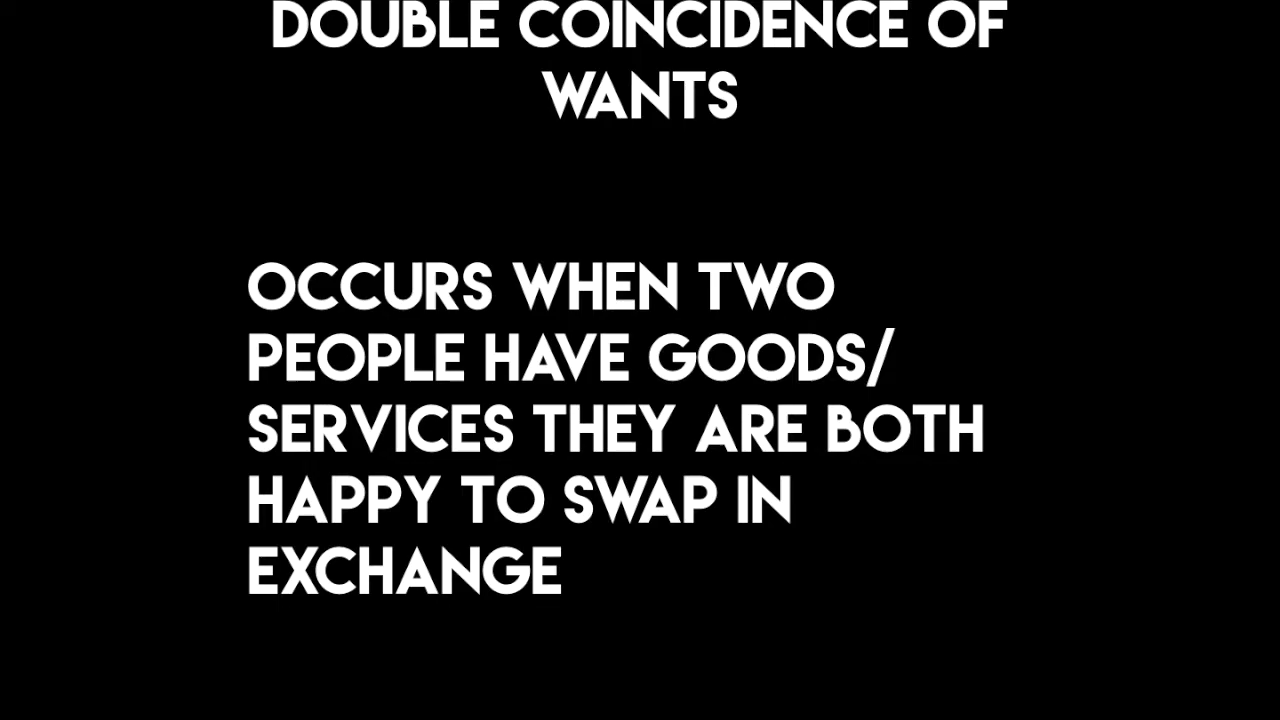 DOUBLE COINCIDENCE OF
WANTS
OCCURS WHEN TWO
PEOPLE HAVE GOODS/
SERVICES THEY ARE BOTH
HAPPY TO SWAP IN
EXCHANGE